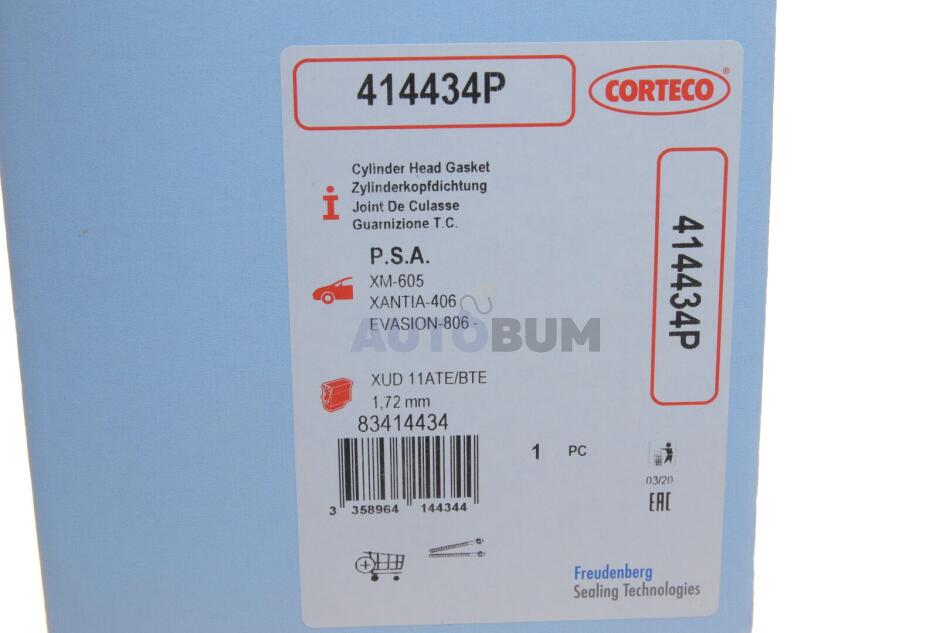 414434P
CORTECO®
Cylinder Head Gasket
Zylinderkopfdichtung
Joint De Culasse
Guarnizione T.C.
i
P.S.A.
XM-605
XANTIA-406
EVASION-806 -
AUTOBUM
XUD 11ATE/BTE
1,72 mm
83414434
3 358964 144344
1 PC
414434P
03/20
EAC
Freudenberg
Sealing Technologies